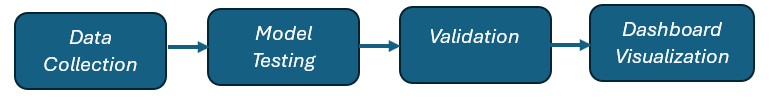 Data
Collection
Model
Testing
Validation
Dashboard
Visualization